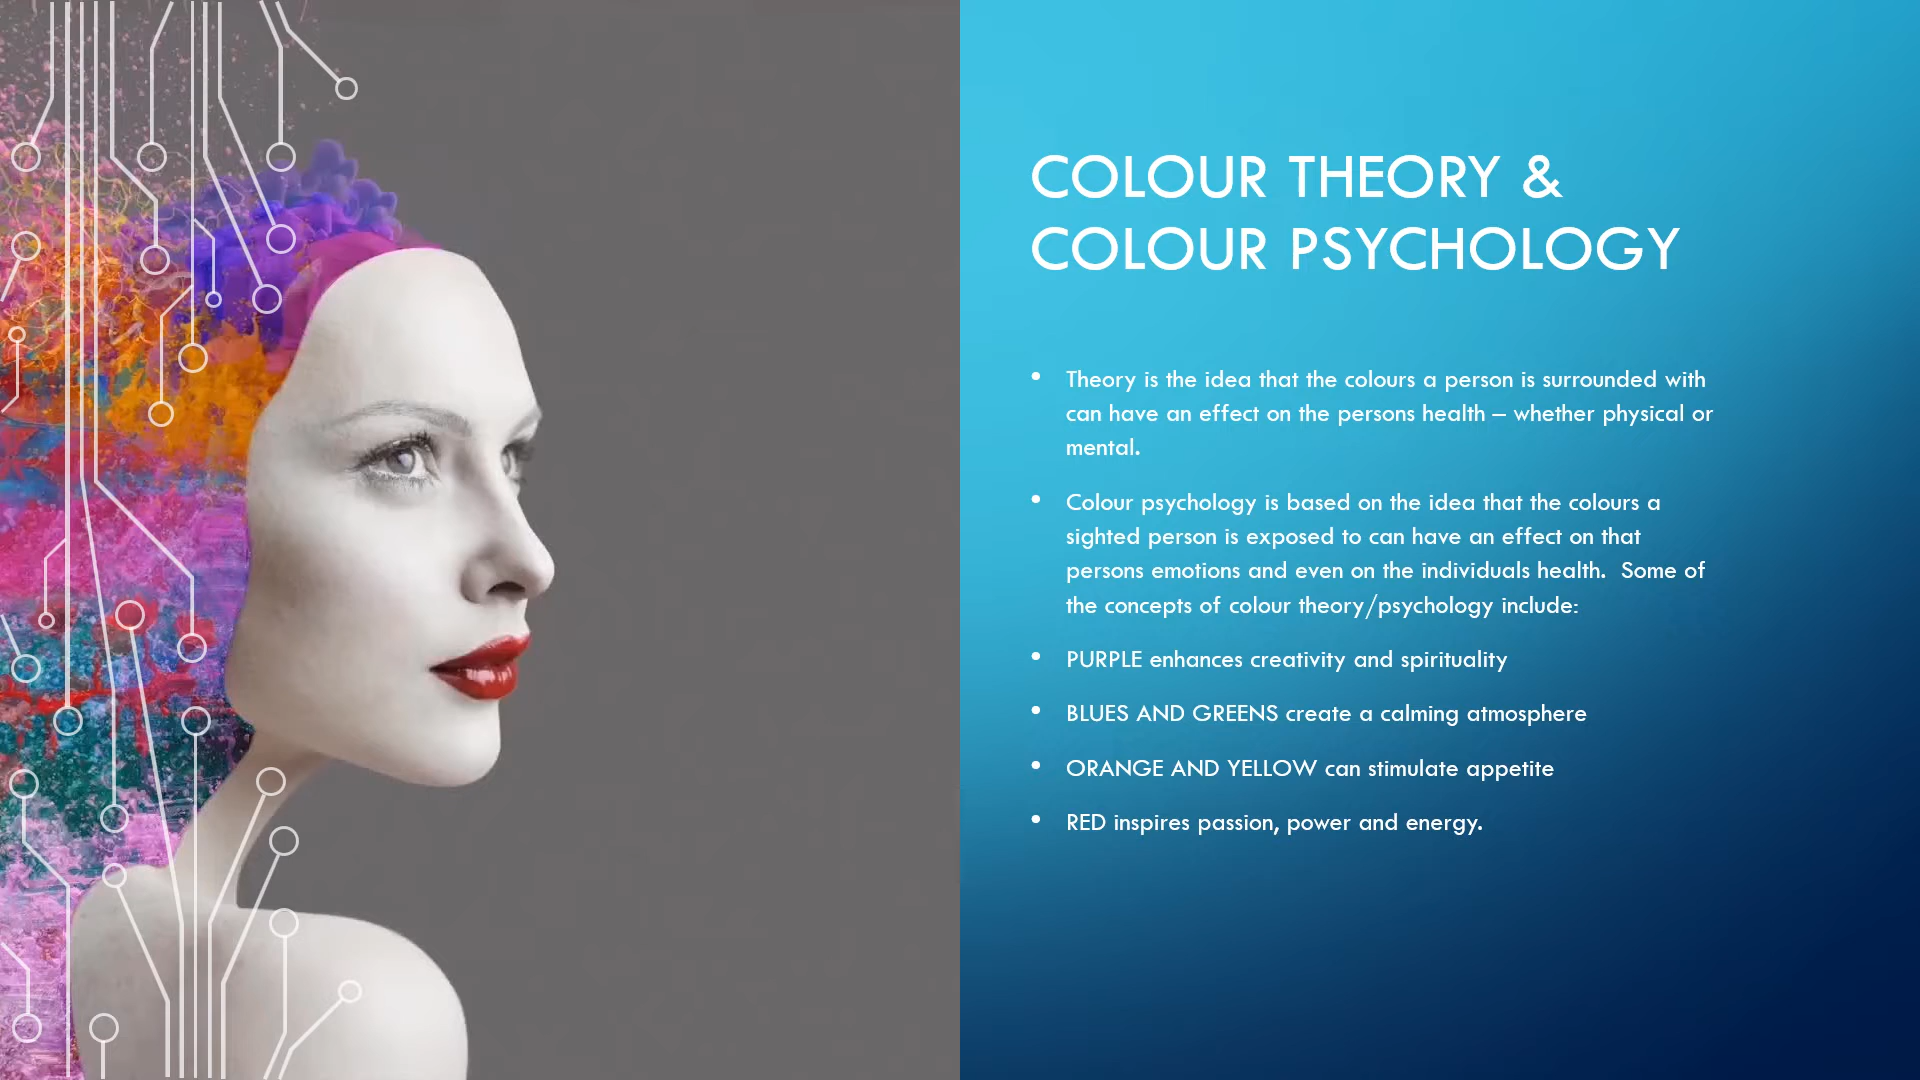 COLOUR THEORY &
COLOUR PSYCHOLOGY
• Theory is the idea that the colours a person is surrounded with
can have an effect on the persons health – whether physical or
mental.
• Colour psychology is based on the idea that the colours a
sighted person is exposed to can have an effect on that
persons emotions and even on the individuals health.  Some of
the concepts of colour theory/psychology include:
• PURPLE enhances creativity and spirituality
• BLUES AND GREENS create a calming atmosphere
• ORANGE AND YELLOW can stimulate appetite
• RED inspires passion, power and energy.